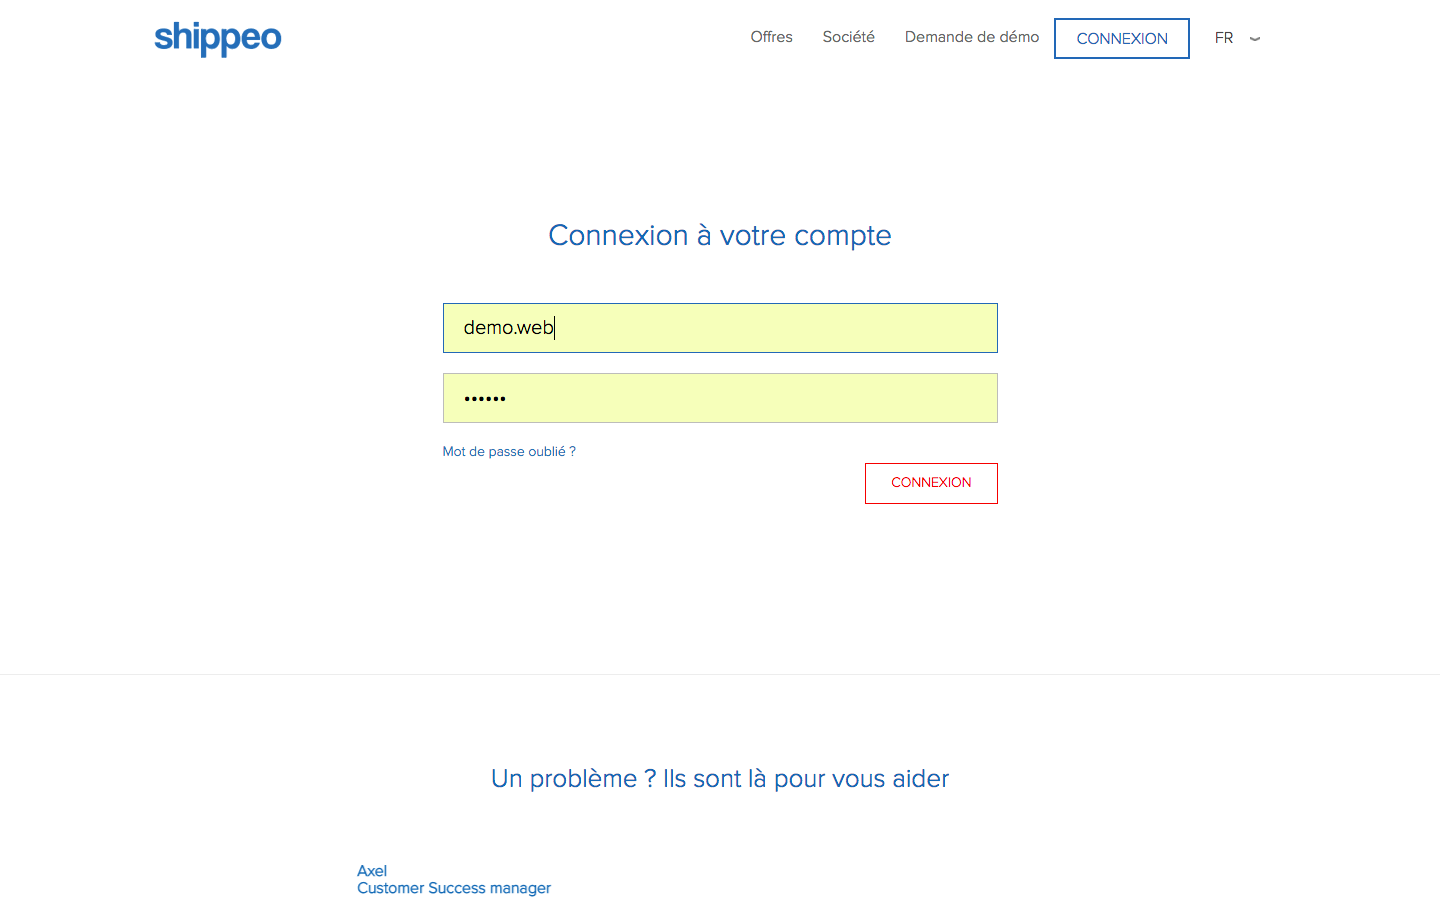 shippeo
Offres
Société
Demande de démo
CONNEXION
FR
Connexion à votre compte
demo.web
••••••
Mot de passe oublié ?
CONNEXION
Un problème ? Ils sont là pour vous aider
Axel
Customer Success manager